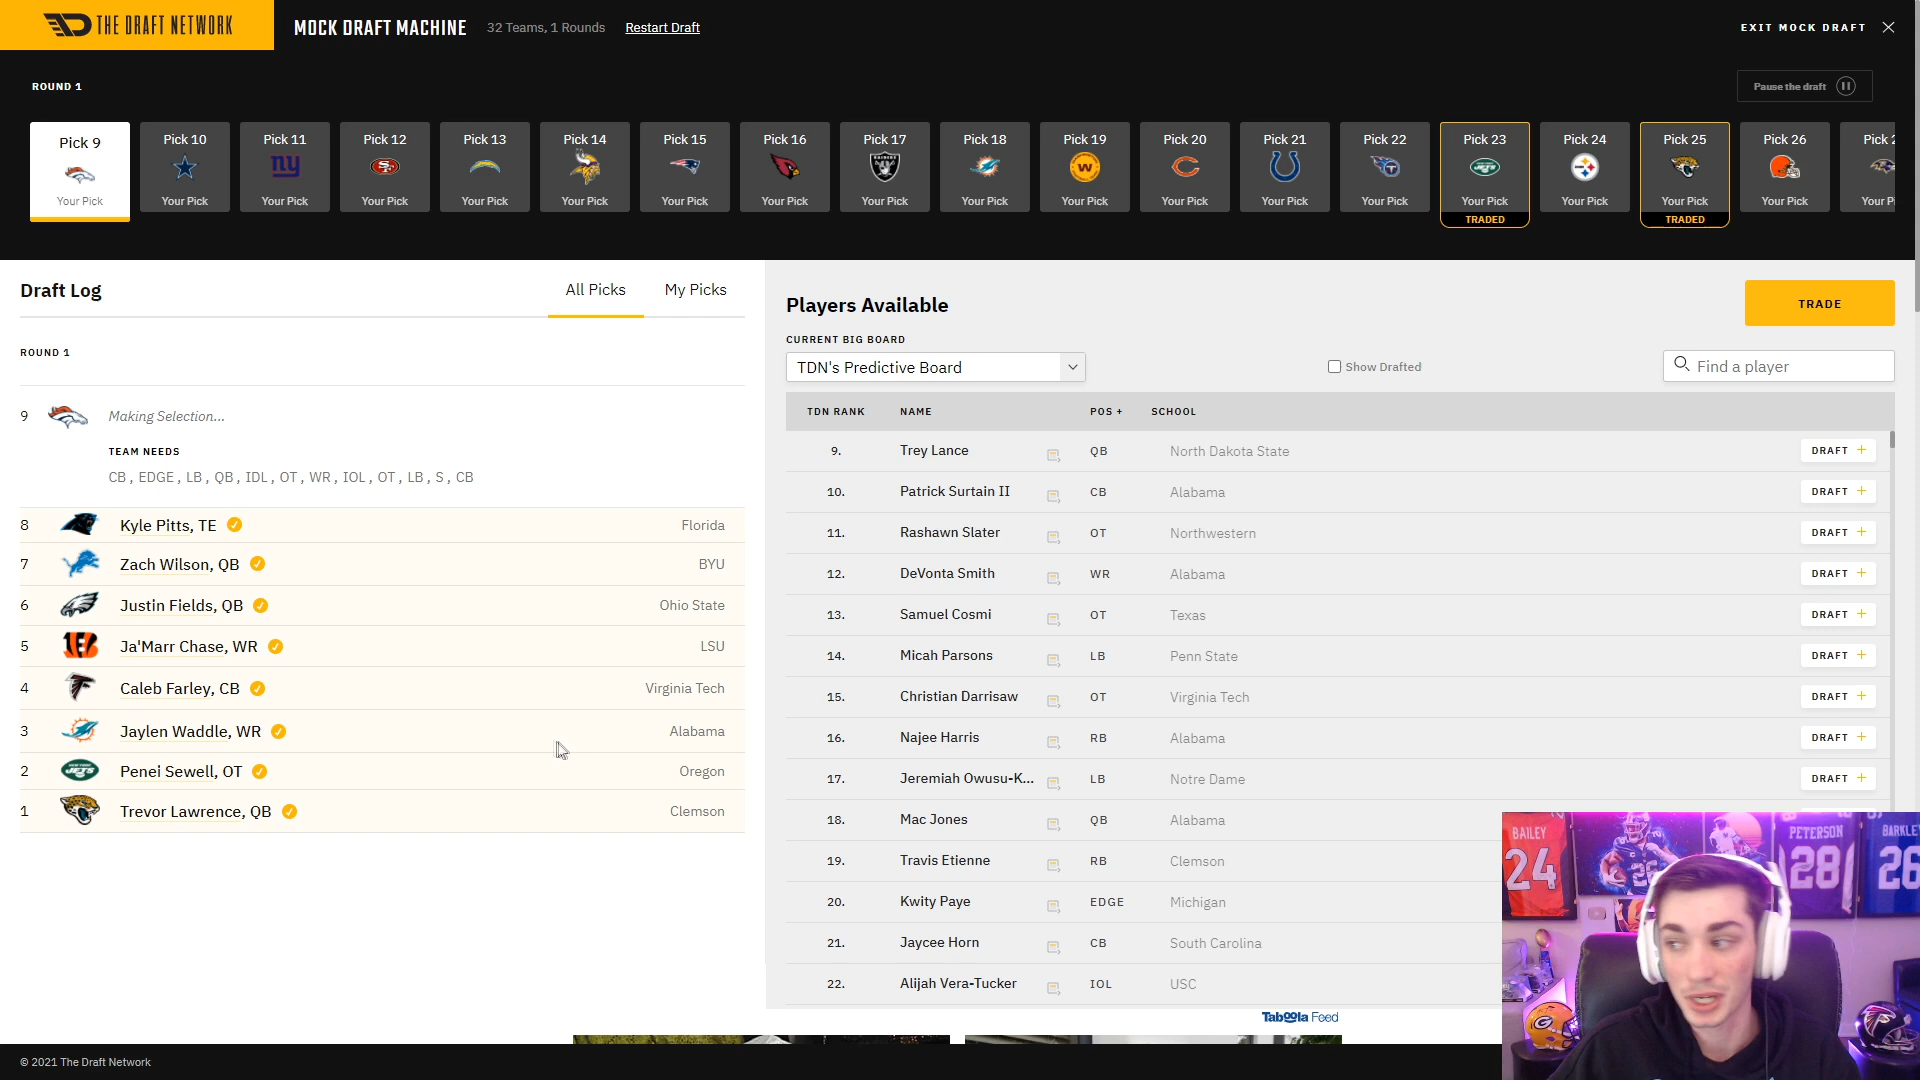 THE DRAFT NETWORK
MOCK DRAFT MACHINE
32 Teams, 1 Rounds
Restart Draft
EXIT MOCK DRAFT
ROUND 1
Pause the draft
Pick 9
Your Pick
Pick 10
Your Pick
Pick 11
ny
Your Pick
Pick 12
Your Pick
Pick 13
Your Pick
Pick 14
Your Pick
Pick 15
Your Pick
Pick 16
Your Pick
Pick 17
RAIDERS
Your Pick
Pick 18
Your Pick
Pick 19
W
Your Pick
Pick 20
Your Pick
Pick 21
Your Pick
Pick 22
Your Pick
Pick 23
Your Pick
TRADED
Pick 24
Your Pick
Pick 25
Your Pick
TRADED
Pick 26
Your Pick
Pick 2
Your Pi
Draft Log
All Picks
My Picks
ROUND 1
9 Making Selection...
TEAM NEEDS
CB , EDGE , LB , QB , IDL , OT , WR , IOL , OT , LB , S , CB
8 Kyle Pitts, TE Florida
7 Zach Wilson, QB BYU
6 Justin Fields, QB Ohio State
5 Ja'Marr Chase, WR LSU
4 Caleb Farley, CB Virginia Tech
3 Jaylen Waddle, WR Alabama
2 Penei Sewell, OT Oregon
1 Trevor Lawrence, QB Clemson
Players Available
TRADE
CURRENT BIG BOARD
TDN's Predictive Board
Show Drafted
Find a player
TDN RANK NAME POS + SCHOOL
9. Trey Lance QB North Dakota State DRAFT +
10. Patrick Surtain II CB Alabama DRAFT +
11. Rashawn Slater OT Northwestern DRAFT +
12. DeVonta Smith WR Alabama DRAFT +
13. Samuel Cosmi OT Texas DRAFT +
14. Micah Parsons LB Penn State DRAFT +
15. Christian Darrisaw OT Virginia Tech DRAFT +
16. Najee Harris RB Alabama DRAFT +
17. Jeremiah Owusu-K... LB Notre Dame DRAFT +
18. Mac Jones QB Alabama
19. Travis Etienne RB Clemson
20. Kwity Paye EDGE Michigan
21. Jaycee Horn CB South Carolina
22. Alijah Vera-Tucker IOL USC
Taboola Feed
BAILEY
24
PETERSON
28
BARKLE
26
© 2021 The Draft Network